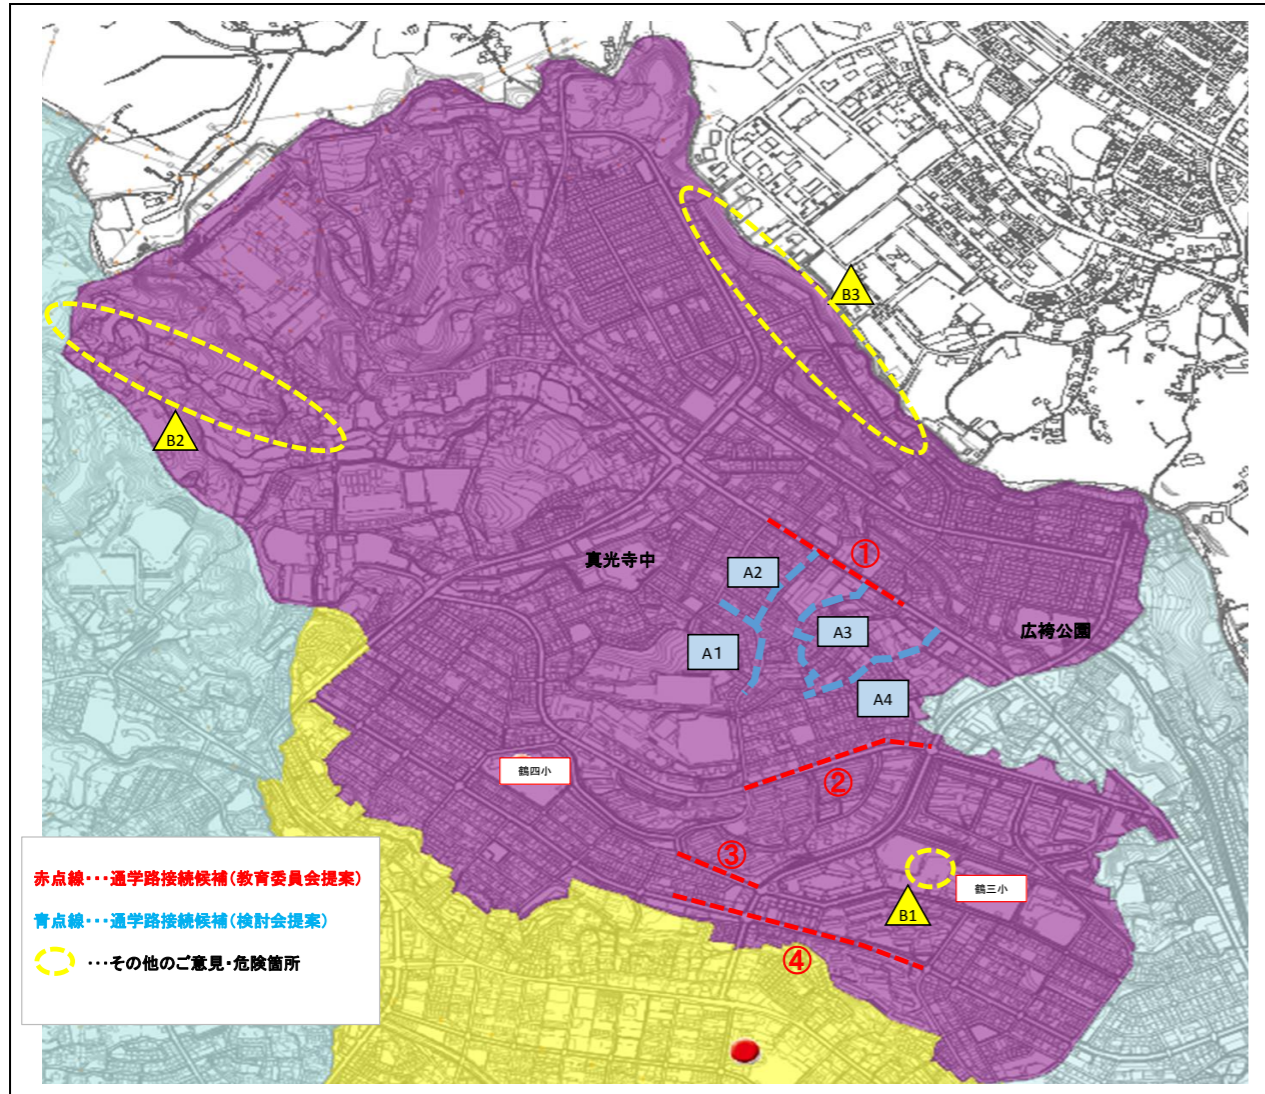 B3
B2
①
真光寺中
A2
広袴公園
A3
A1
A4
鶴四小
②
③
鶴三小
B1
④
赤点線・・・通学路接続候補(教育委員会提案)
青点線・・・通学路接続候補(検討会提案)
・・・その他のご意見・危険箇所